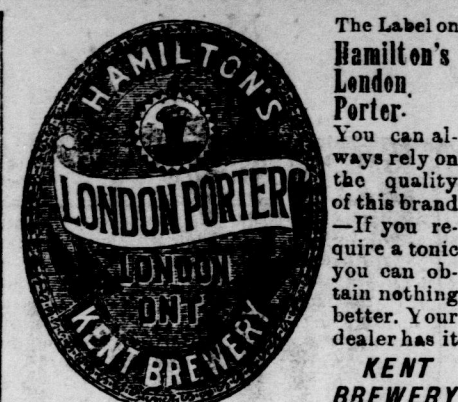 HAMILTON'S
LONDON PORTER
LONDON
ONT
KENT BREWERY
The Label on
Hamilton's
London
Porter.
You can al-
ways rely on
the quality
of this brand
—If you re-
quire a tonic
you can ob-
tain nothing
better. Your
dealer has it
KENT
BREWERY